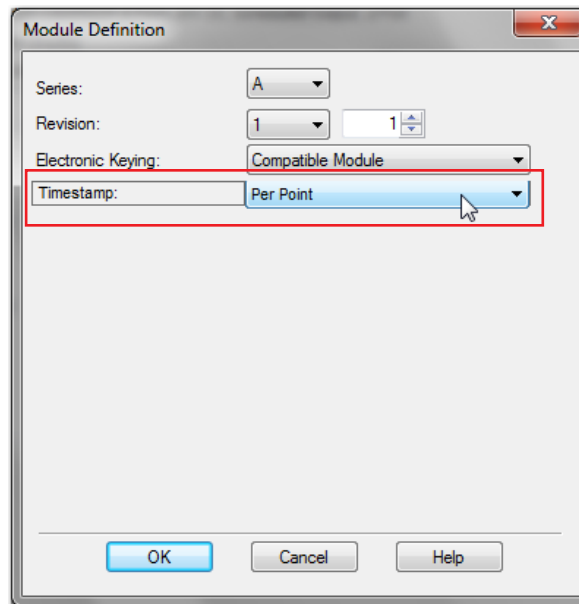 Module Definition
Series: A
Revision: 1 1
Electronic Keying: Compatible Module
Timestamp: Per Point
OK Cancel Help